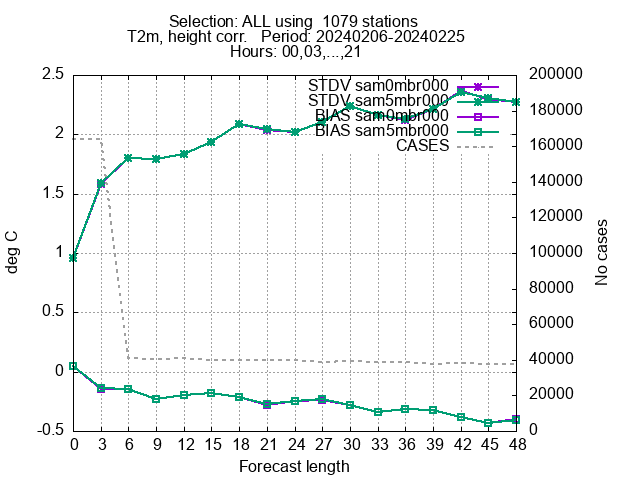 Selection: ALL using  1079 stations
T2m, height corr.   Period: 20240206-20240225
Hours: 00,03,...,21
2.5
2
1.5
1
0.5
0
-0.5
deg C
STDV sam0mbr000
STDV sam5mbr000
BIAS sam0mbr000
BIAS sam5mbr000
CASES
200000
180000
160000
140000
120000
100000
80000
60000
40000
20000
0
No cases
0 3 6 9 12 15 18 21 24 27 30 33 36 39 42 45 48
Forecast length